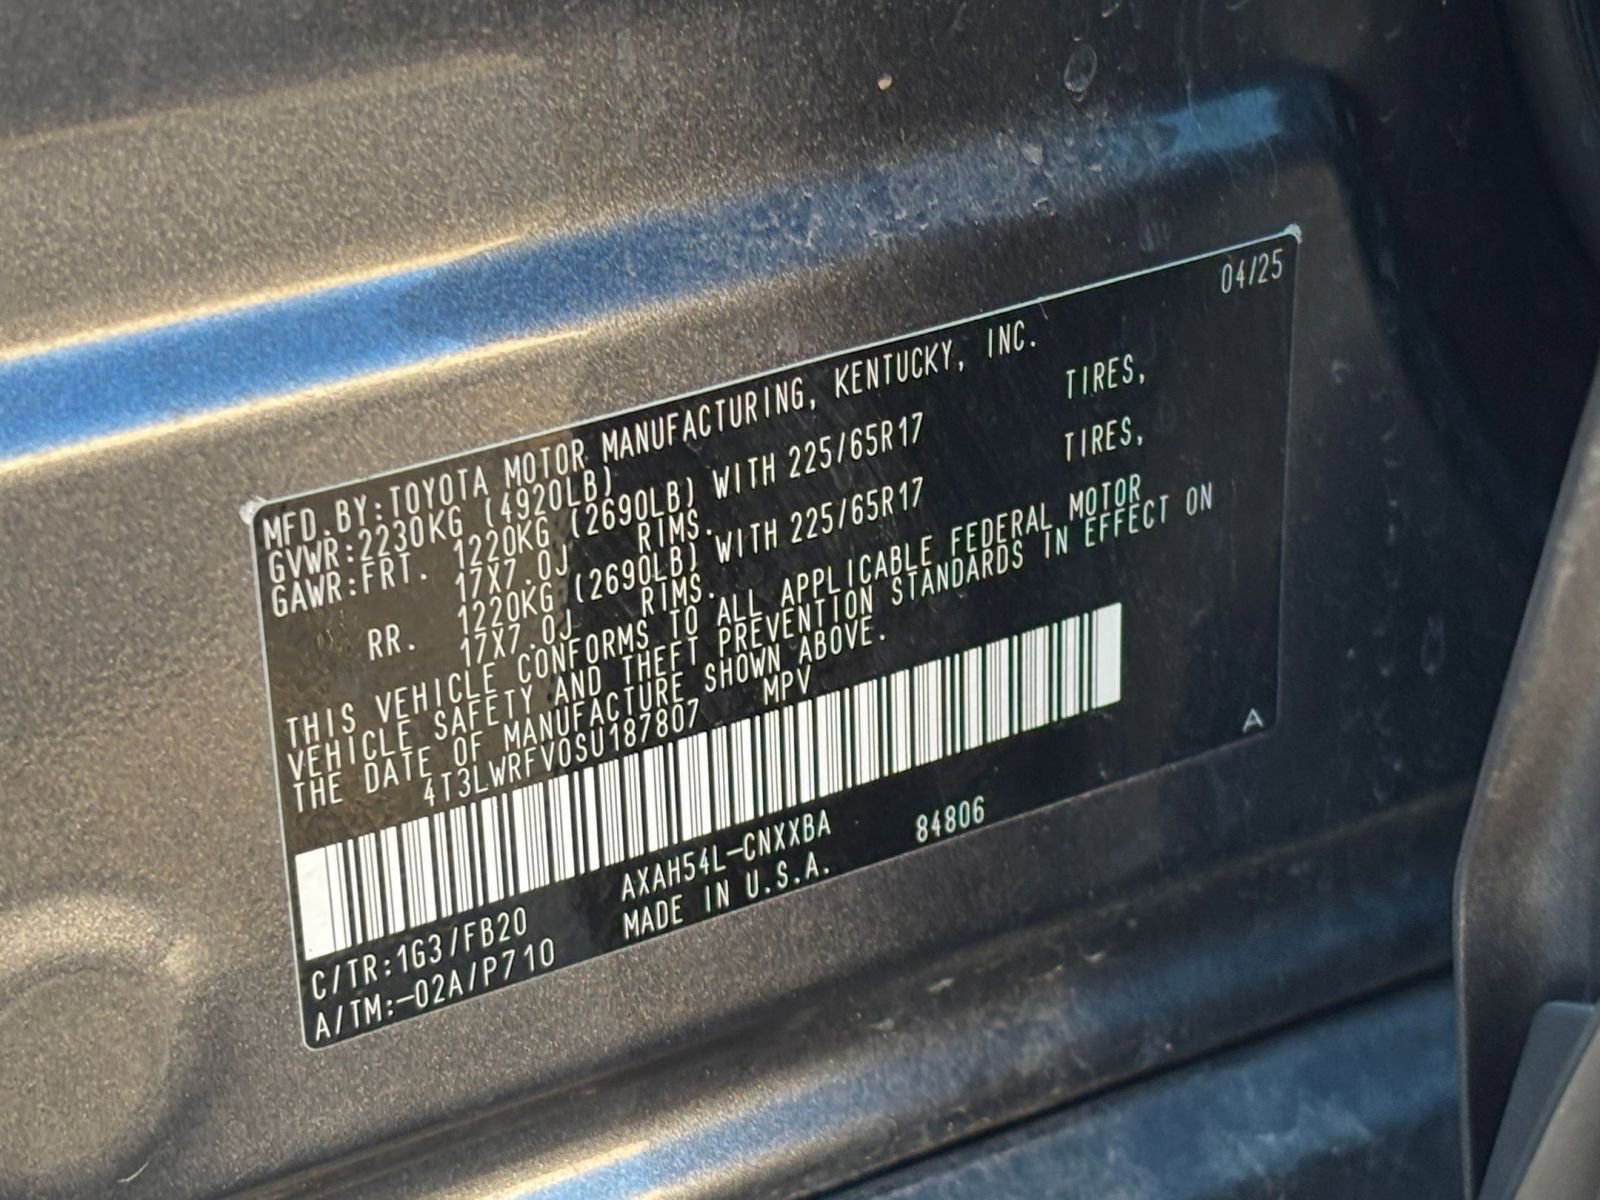 04/25
MFD.BY:TOYOTA MOTOR MANUFACTURING, KENTUCKY, INC.
GVWR:2230KG (4920LB)
GAWR:FRT. 1220KG (2690LB) WITH 225/65R17 TIRES,
17X7.0J RIMS.
RR. 1220KG (2690LB) WITH 225/65R17 TIRES,
17X7.0J RIMS.
THIS VEHICLE CONFORMS TO ALL APPLICABLE FEDERAL MOTOR
VEHICLE SAFETY AND THEFT PREVENTION STANDARDS IN EFFECT ON
THE DATE OF MANUFACTURE SHOWN ABOVE.
4T3LWRFV0SU187807 MPV
A
C/TR:1G3/FB20 AXAH54L-CNXXBA 84806
A/TM:-02A/P710 MADE IN U.S.A.